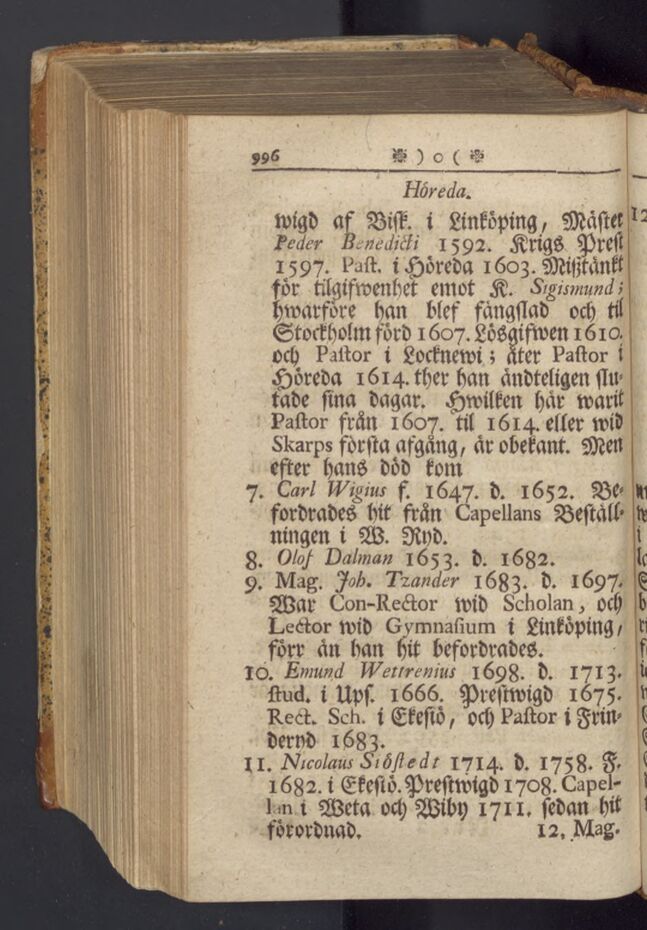 996 ❉ ) o ( ❉
Höreda.
wigd af Bisk. i Linköping, Mäster
Peder Benedicti 1592. Krigs Prest
1597. Past. i Höreda 1603. Mißtänkt
för tilgifwenhet emot K. Sigismund;
hwarföre han blef fångslad och til
Stockholm förd 1607. Lösgifwen 1610.
och Pastor i Locknewi; åter Pastor i
Höreda 1614. ther han ändteligen slu-
tade sina dagar. Hwilken här warit
Pastor från 1607. til 1614. eller wid
Skarps första afgång, är obekant. Men
efter hans död kom
7. Carl Wigius f. 1647. d. 1652. Be-
fordrades hit från Capellans Beställ-
ningen i W. Ryd.
8. Olof Dalman 1653. d. 1682.
9. Mag. Joh. Tzander 1683. d. 1697.
War Con-Rector wid Scholan, och
Lector wid Gymnasium i Linköping,
förr än han hit befordrades.
10. Emund Wettrenius 1698. d. 1713.
stud. i Ups. 1666. Prestwigd 1675.
Rect. Sch. i Ekesiö, och Pastor i Frin-
deryd 1683.
11. Nicolaus Siöstedt 1714. d. 1758. F.
1682. i Ekesiö. Prestwigd 1708. Capel-
lan i Weta och Wiby 1711. sedan hit
förordnad. 12. Mag.